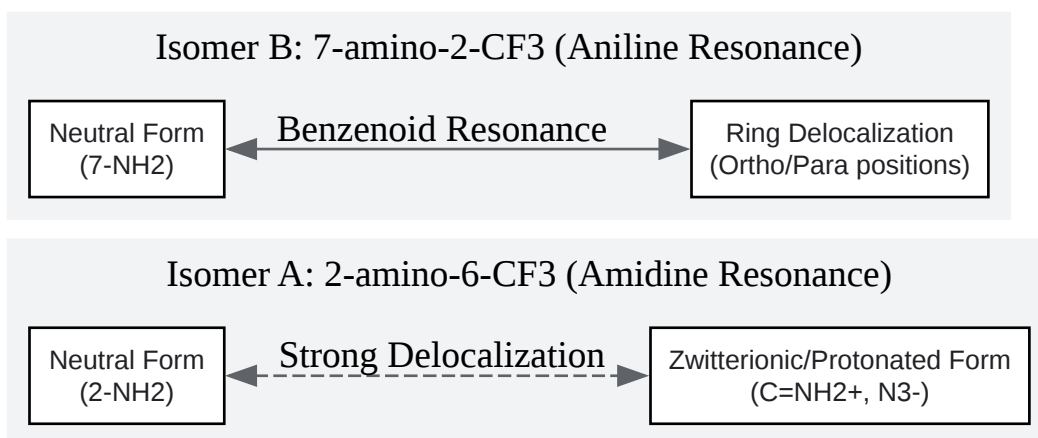 Isomer B: 7-amino-2-CF3 (Aniline Resonance)
Neutral Form
(7-NH2)
Benzenoid Resonance
Ring Delocalization
(Ortho/Para positions)
Isomer A: 2-amino-6-CF3 (Amidine Resonance)
Neutral Form
(2-NH2)
Strong Delocalization
Zwitterionic/Protonated Form
(C=NH2+, N3-)